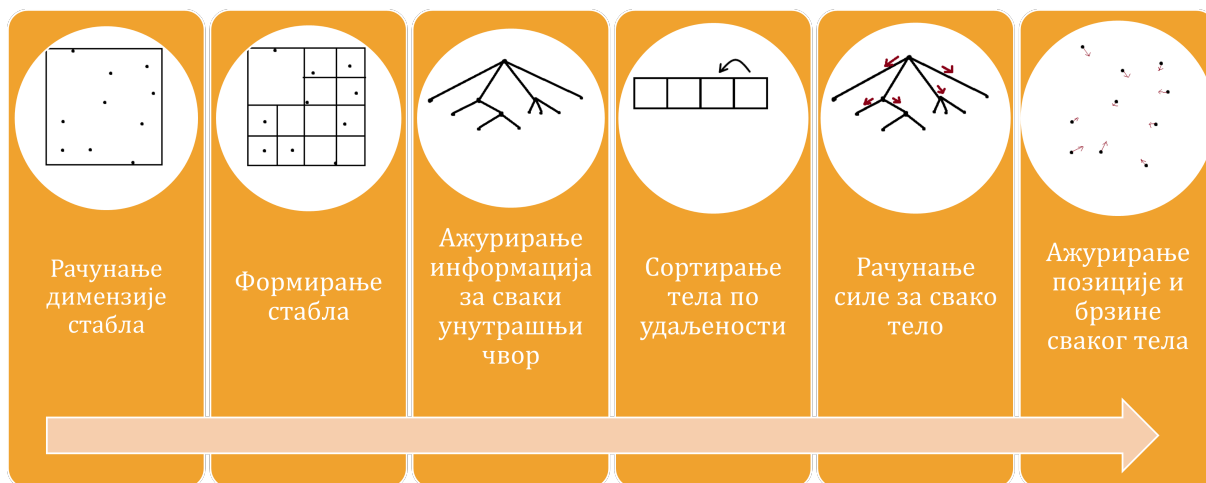 Рачунање
димензије
стабла
Формирање
стабла
Ажурирање
информација
за сваки
унутрашњи
чвор
Сортирање
тела по
удаљености
Рачунање
силе за свако
тело
Ажурирање
позиције и
брзине
сваког тела